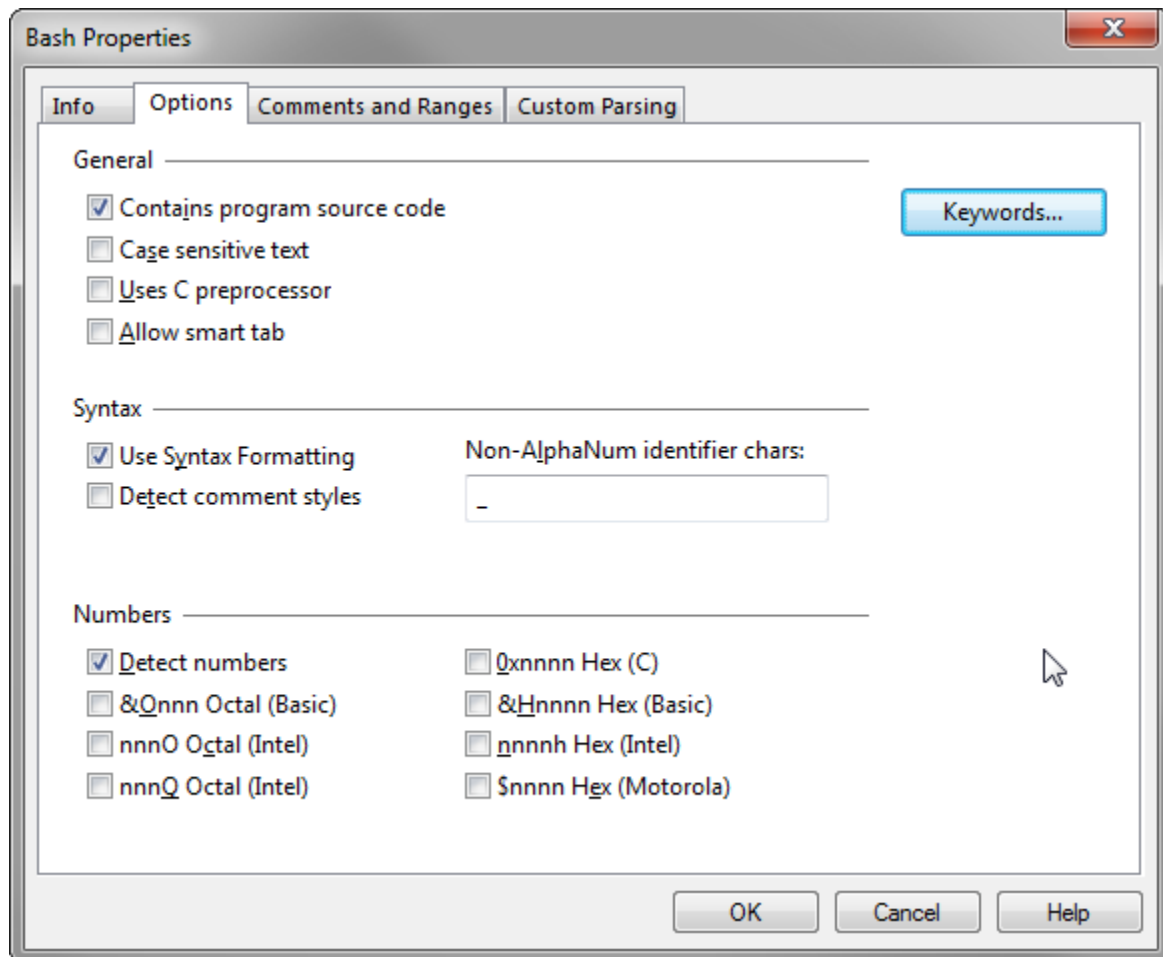 Bash Properties
Info Options Comments and Ranges Custom Parsing
General
Contains program source code
Keywords...
Case sensitive text
Uses C preprocessor
Allow smart tab
Syntax
Use Syntax Formatting
Non-AlphaNum identifier chars:
Detect comment styles
_
Numbers
Detect numbers
0xnnnn Hex (C)
&Onnn Octal (Basic)
&Hnnnn Hex (Basic)
nnnO Octal (Intel)
nnnnh Hex (Intel)
nnnQ Octal (Intel)
$nnnn Hex (Motorola)
OK Cancel Help